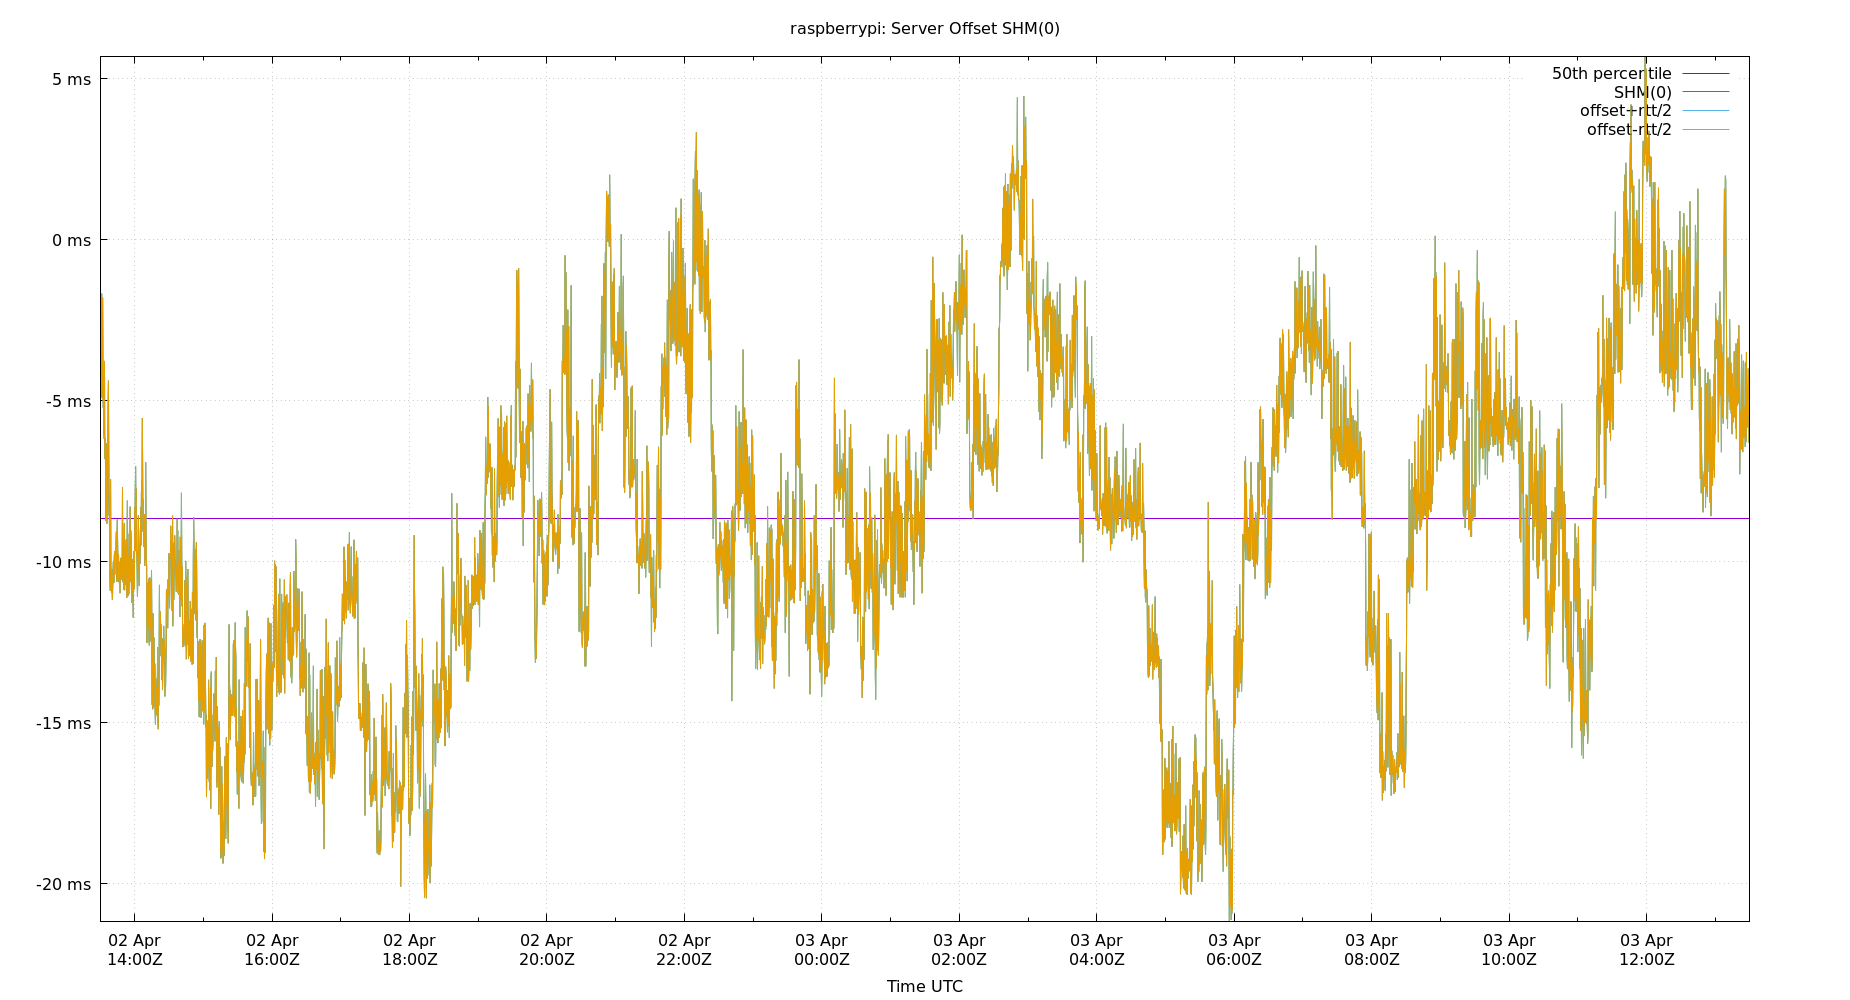 raspberrypi: Server Offset SHM(0)
50th percentile
SHM(0)
offset+rtt/2
offset-rtt/2
5 ms
0 ms
-5 ms
-10 ms
-15 ms
-20 ms
02 Apr 02 Apr 02 Apr 02 Apr 02 Apr 03 Apr 03 Apr 03 Apr 03 Apr 03 Apr 03 Apr 03 Apr
14:00Z 16:00Z 18:00Z 20:00Z 22:00Z 00:00Z 02:00Z 04:00Z 06:00Z 08:00Z 10:00Z 12:00Z
Time UTC